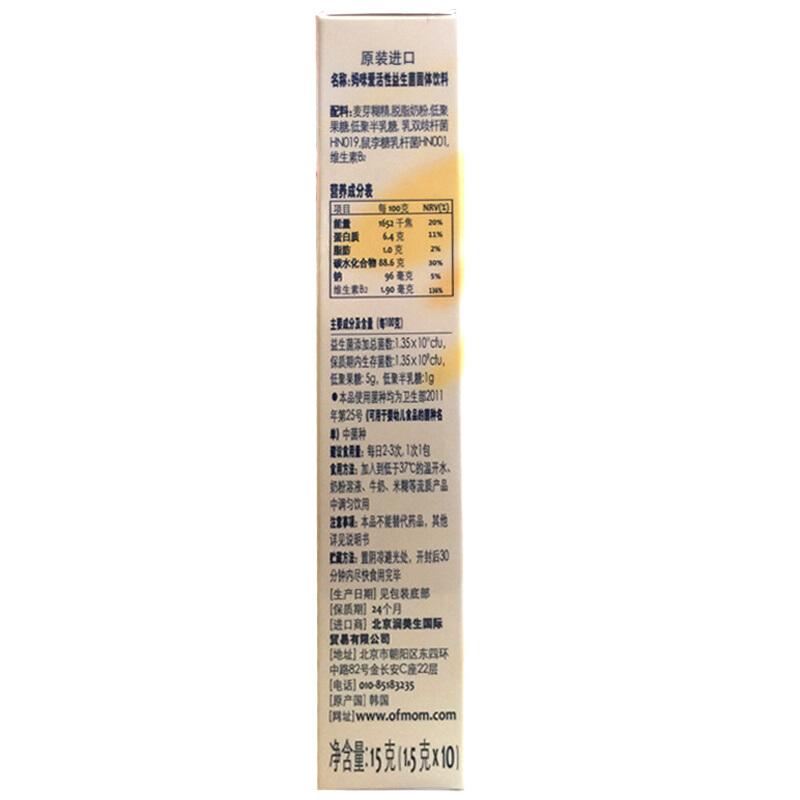 原装进口
名称:妈咪爱活性益生菌固体饮料
配料:麦芽糊精,脱脂奶粉,低聚
果糖,低聚半乳糖,乳双歧杆菌
HN019,鼠李糖乳杆菌HN001,
维生素B₂
营养成分表
项目 每100克 NRV(%)
能量 1652 千焦 20%
蛋白质 6.4 克 11%
脂肪 1.0 克 2%
碳水化合物 88.6 克 30%
钠 96 毫克 5%
维生素B₂ 1.90 毫克 136%
主要成分及含量 (每100克)
益生菌添加总菌数:1.35x10¹¹cfu,
保质期内生存菌数:1.35x10⁹cfu,
低聚果糖: 5g, 低聚半乳糖:1g
●本品使用菌种均为卫生部2011
年第25号《可用于婴幼儿食品的菌种名
单》中菌种
建议食用量: 每日2-3次, 1次1包
食用方法: 加入到低于37℃的温开水、
奶粉溶液、牛奶、米糊等流质产品
中调匀饮用
注意事项: 本品不能替代药品, 其他
详见说明书
贮藏方法: 置阴凉避光处, 开封后30
分钟内尽快食用完毕
[生产日期] 见包装底部
[保质期] 24个月
[进口商] 北京润美生国际
贸易有限公司
[地址] 北京市朝阳区东四环
中路82号金长安C座22层
[电话] 010-85183235
[原产国] 韩国
[网址]www.ofmom.com
净含量:15克(1.5克x10)